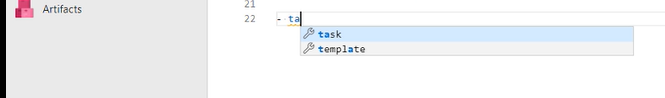 21
Artifacts
22 - ta
task
template